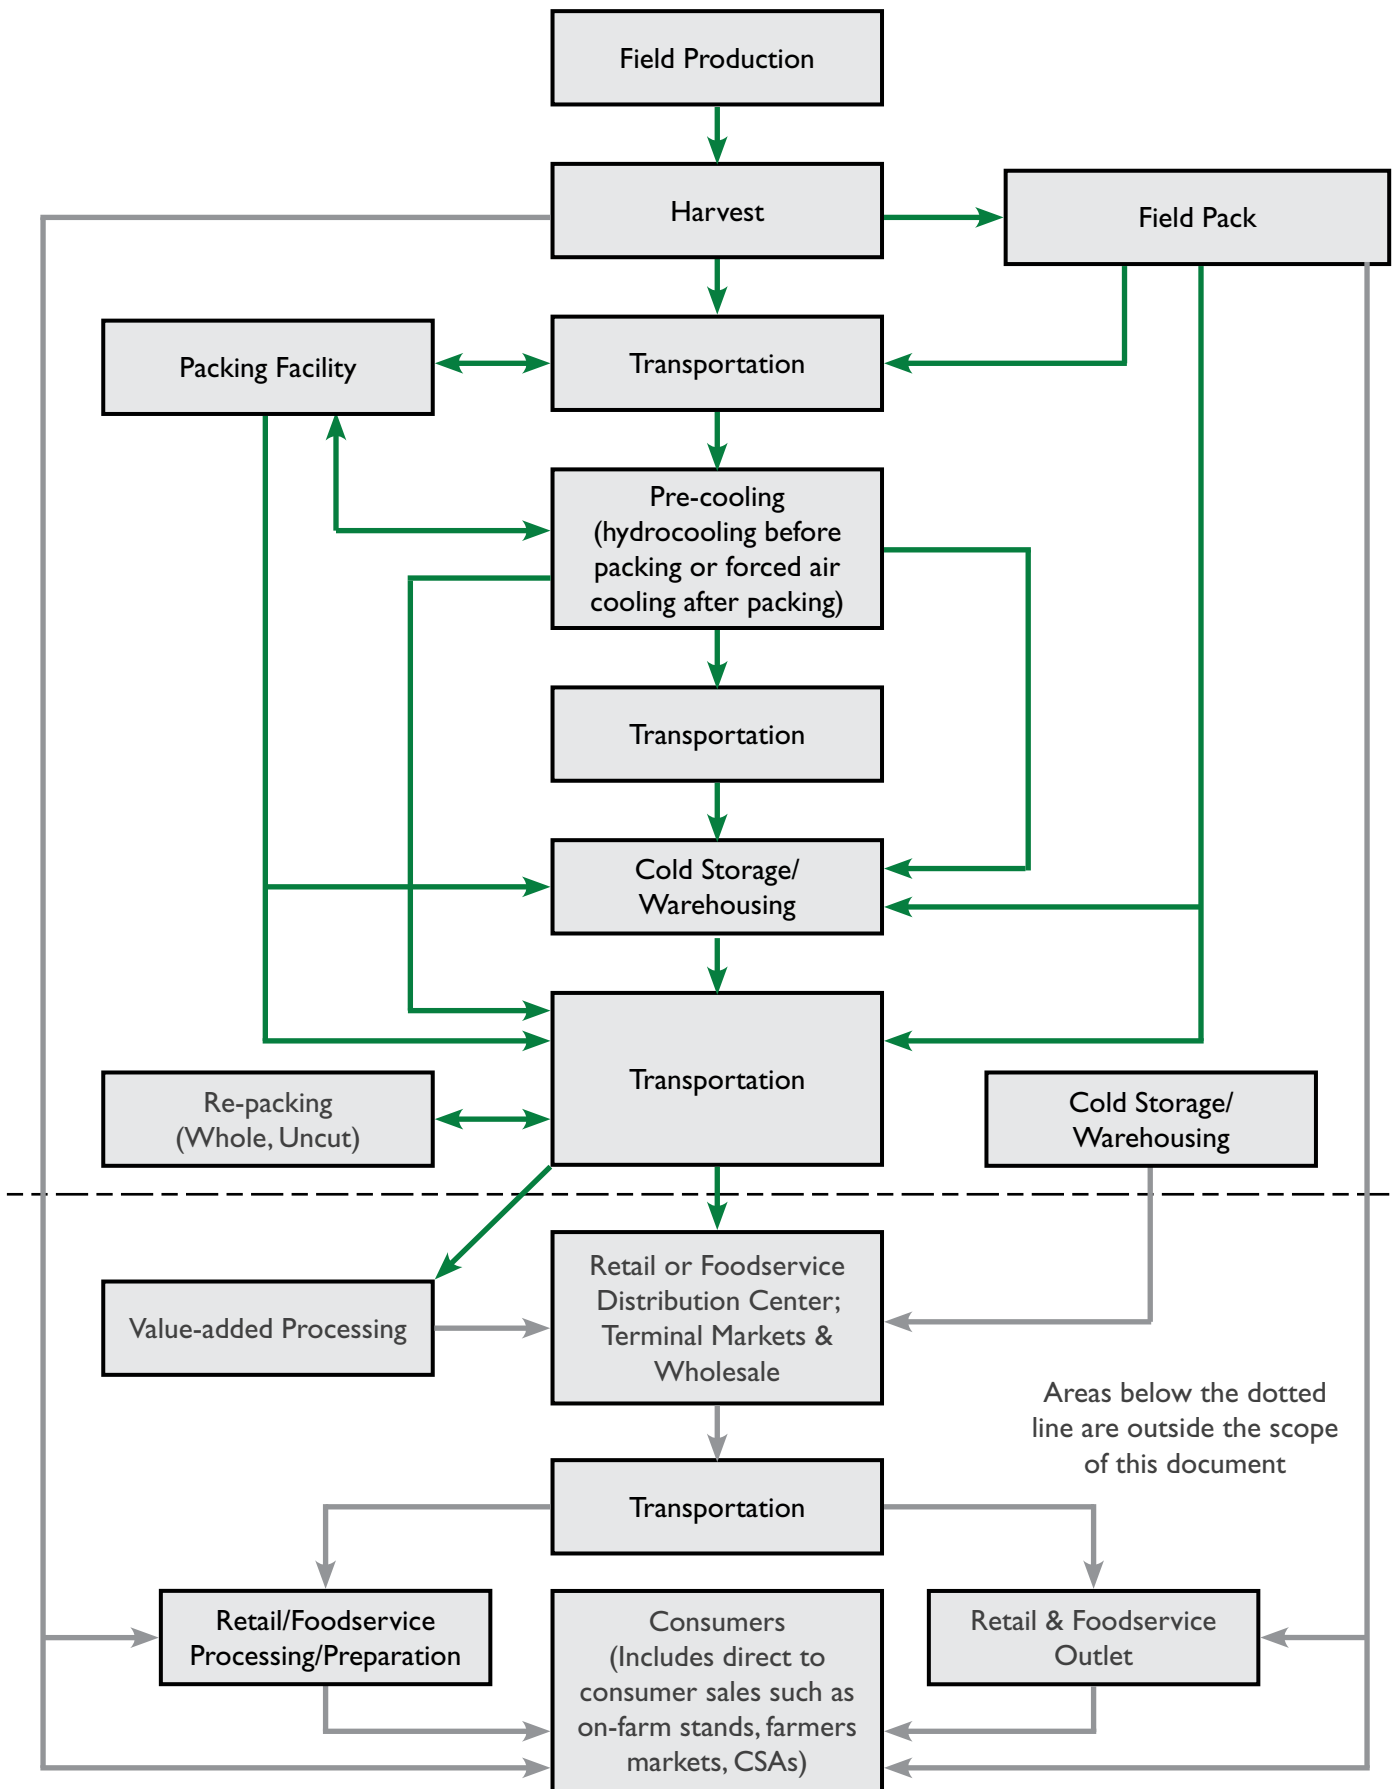 Field Production
Harvest
Field Pack
Packing Facility
Transportation
Pre-cooling
(hydrocooling before
packing or forced air
cooling after packing)
Transportation
Cold Storage/
Warehousing
Transportation
Re-packing
(Whole, Uncut)
Cold Storage/
Warehousing
Retail or Foodservice
Distribution Center;
Terminal Markets &
Wholesale
Value-added Processing
Areas below the dotted
line are outside the scope
of this document
Transportation
Retail/Foodservice
Processing/Preparation
Consumers
(Includes direct to
consumer sales such as
on-farm stands, farmers
markets, CSAs)
Retail & Foodservice
Outlet